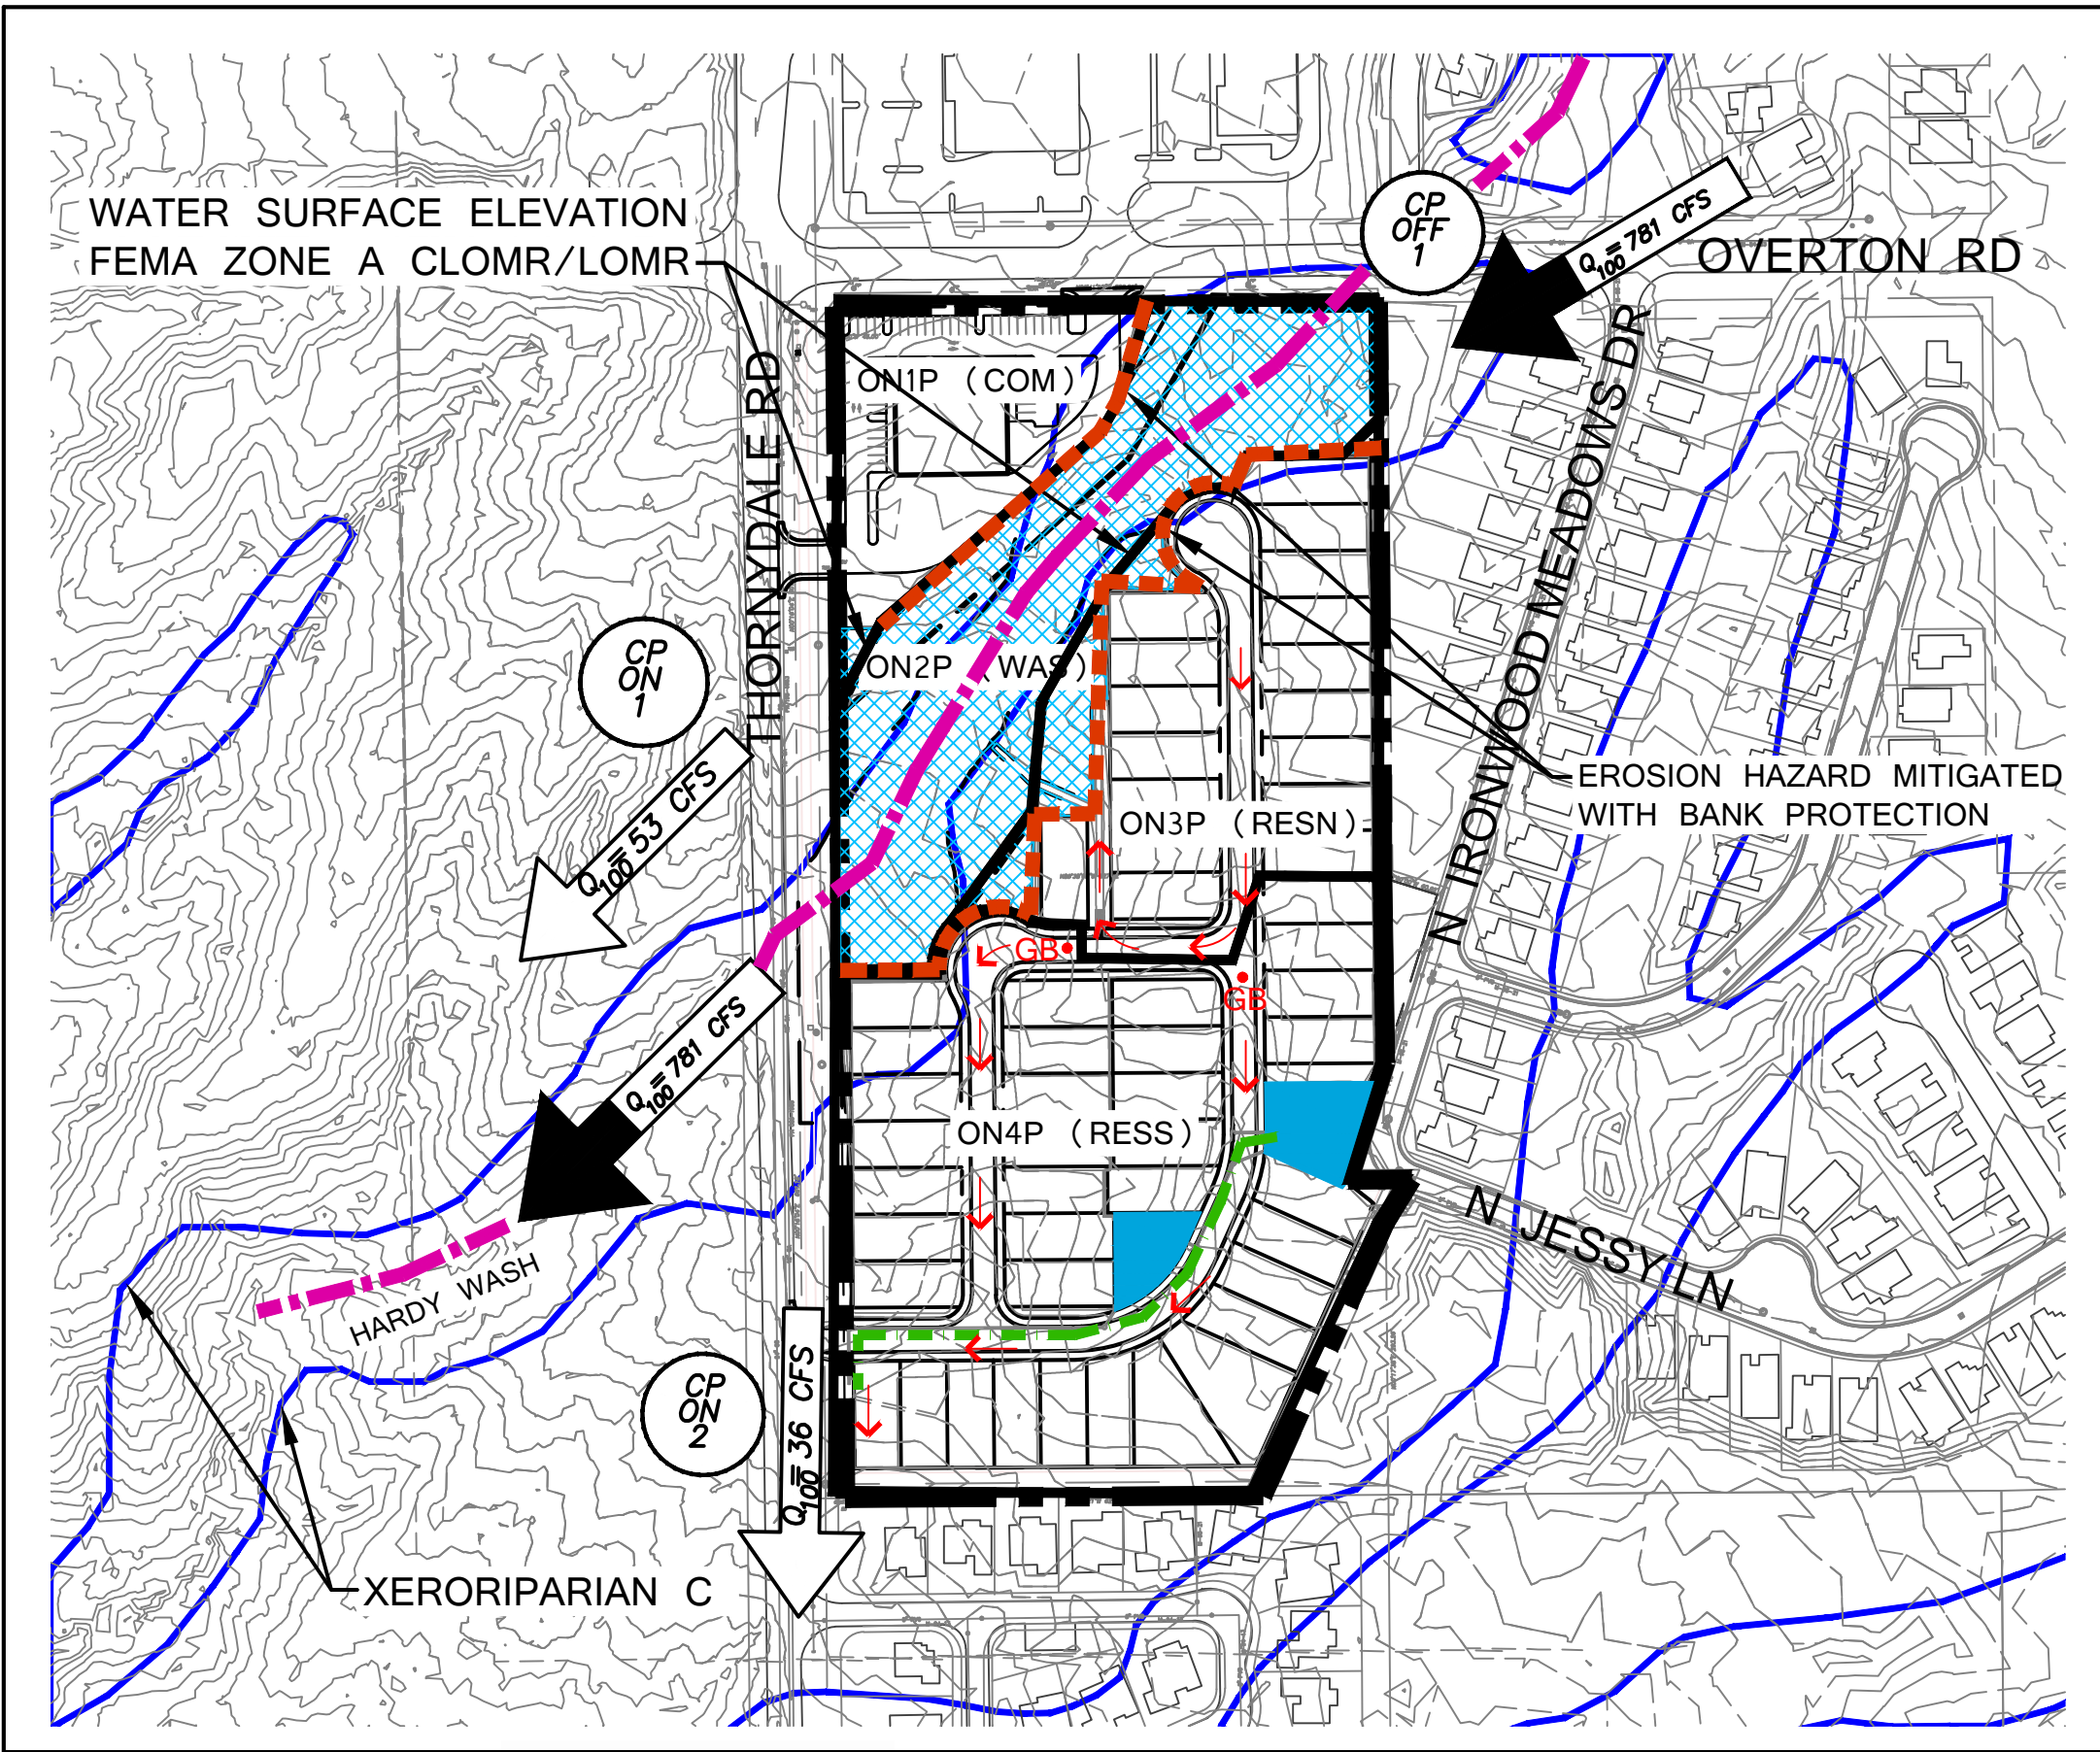 WATER SURFACE ELEVATION
FEMA ZONE A CLOMR/LOMR
CP
OFF
1
Q100=781 CFS
OVERTON RD
THORNYDALE RD
ON1P (COM)
N IRONWOOD MEADOWS DR
CP
ON
1
ON2P (WAS)
Q100=53 CFS
EROSION HAZARD MITIGATED
WITH BANK PROTECTION
ON3P (RESN)
GB
GB
Q100=781 CFS
ON4P (RESS)
N JESSY LN
HARDY WASH
CP
ON
2
Q100=36 CFS
XERORIPARIAN C